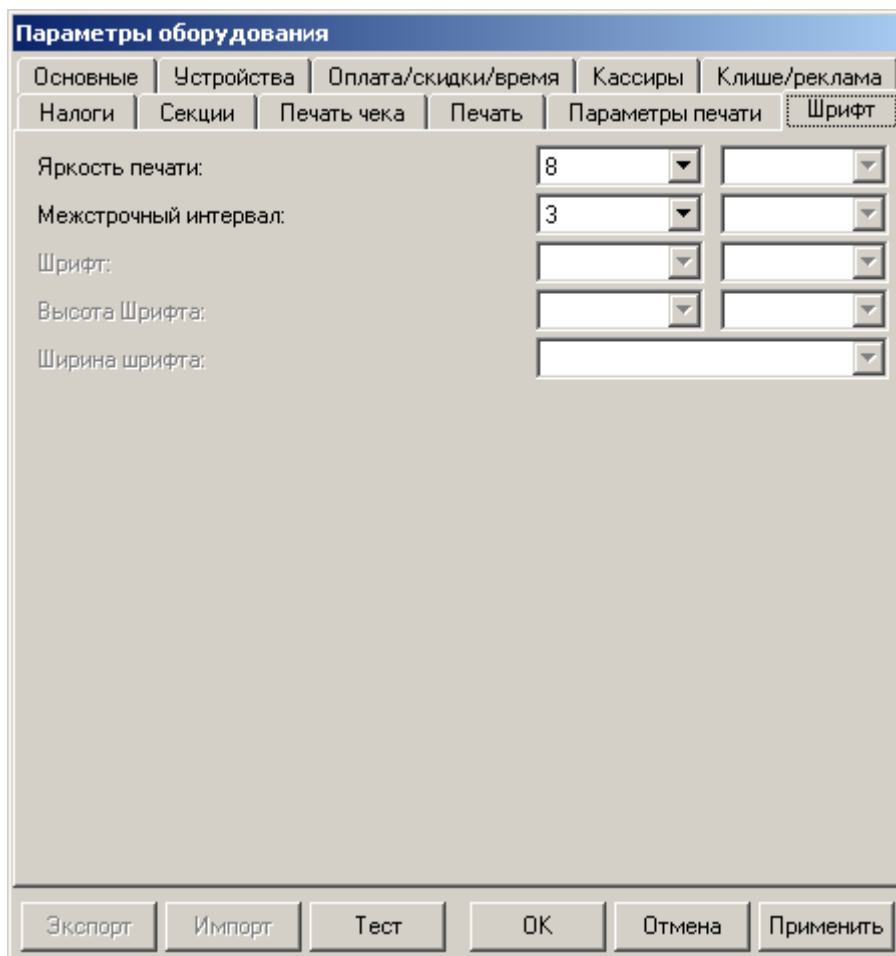 Параметры оборудования
Основные Устройства Оплата/скидки/время Кассиры Клише/реклама
Налоги Секции Печать чека Печать Параметры печати Шрифт
Яркость печати: 8
Межстрочный интервал: 3
Шрифт:
Высота Шрифта:
Ширина шрифта:
Экспорт Импорт Тест OK Отмена Применить